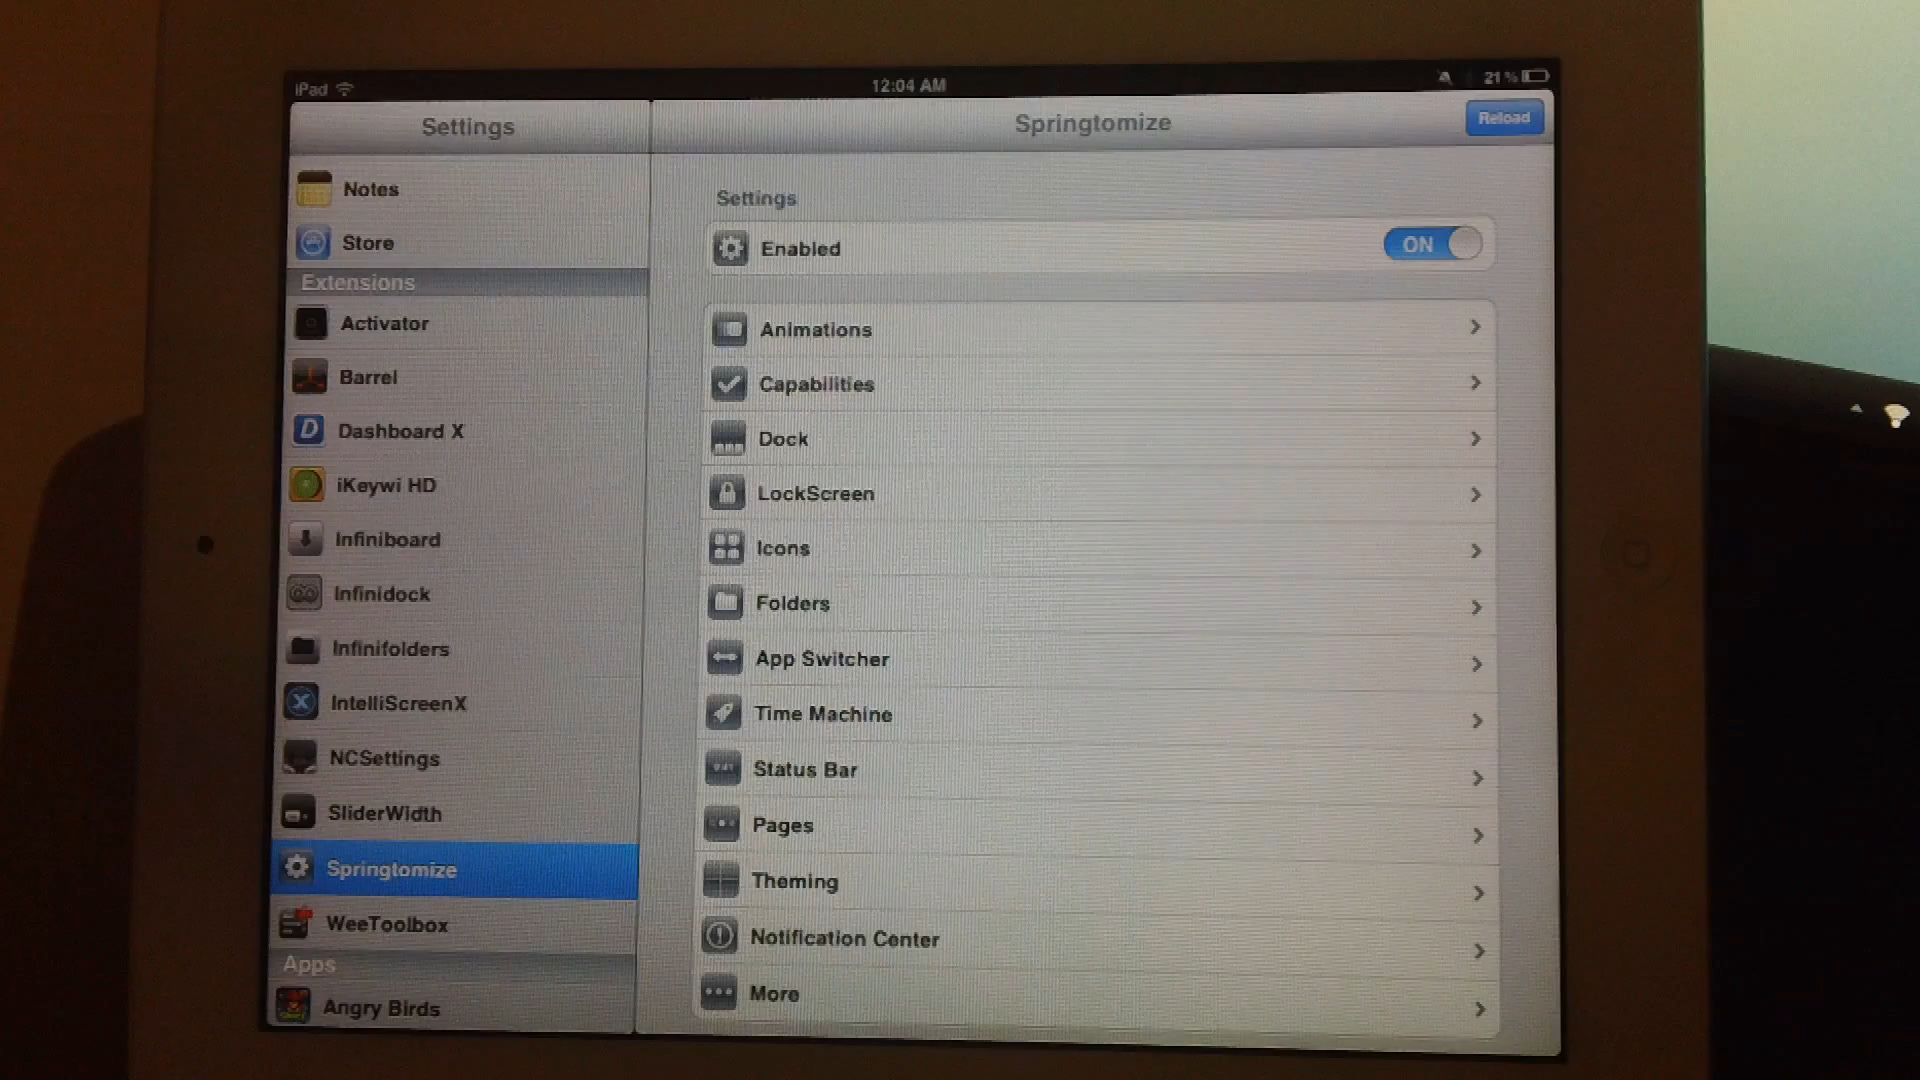 iPad
12:04 AM
21%
Settings
Springtomize
Reload
Notes
Store
Extensions
Activator
Barrel
Dashboard X
iKeywi HD
Infiniboard
Infinidock
Infinifolders
IntelliScreenX
NCSettings
SliderWidth
Springtomize
WeeToolbox
Apps
Angry Birds
Settings
Enabled
ON
Animations
Capabilities
Dock
LockScreen
Icons
Folders
App Switcher
Time Machine
Status Bar
Pages
Theming
Notification Center
More